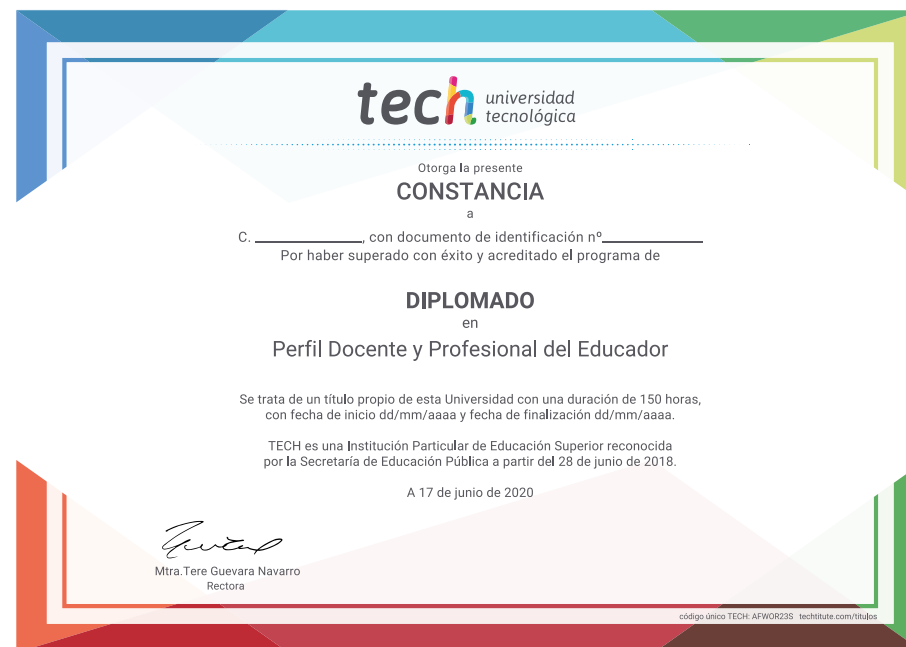 tech universidad
tecnológica
Otorga la presente
CONSTANCIA
a
C. ______________, con documento de identificación nº_____________
Por haber superado con éxito y acreditado el programa de
DIPLOMADO
en
Perfil Docente y Profesional del Educador
Se trata de un título propio de esta Universidad con una duración de 150 horas,
con fecha de inicio dd/mm/aaaa y fecha de finalización dd/mm/aaaa.
TECH es una Institución Particular de Educación Superior reconocida
por la Secretaría de Educación Pública a partir del 28 de junio de 2018.
A 17 de junio de 2020
Mtra.Tere Guevara Navarro
Rectora
código único TECH: AFWOR23S techtitute.com/titulos